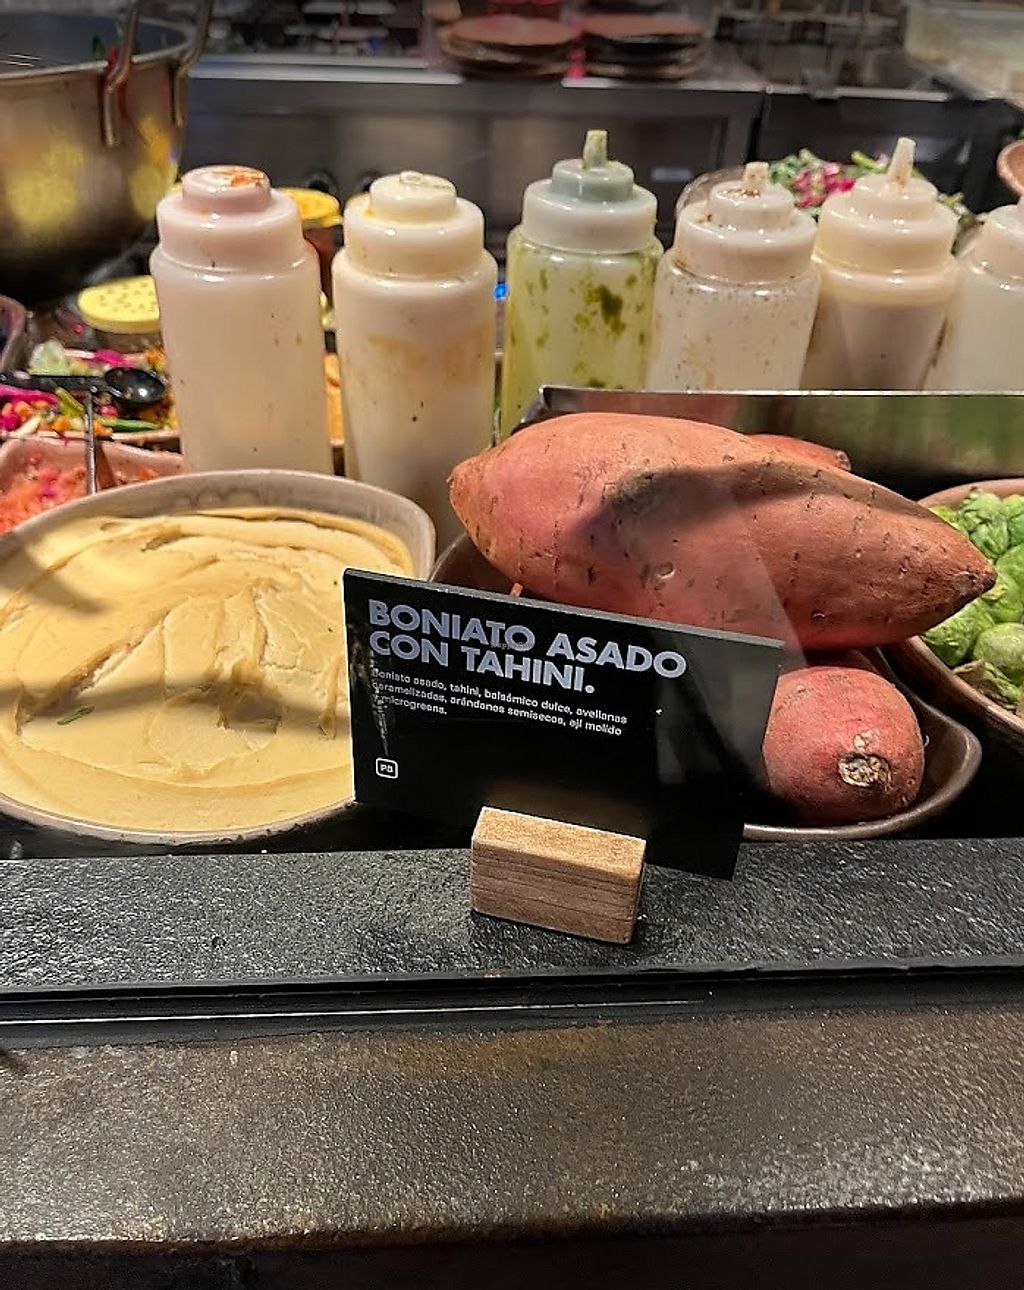 BONIATO ASADO
CON TAHINI.
Boniato asado, tahini, balsámico dulce, avellanas
caramelizadas, arándanos semisecos, ají molido
y microgreens.
PB